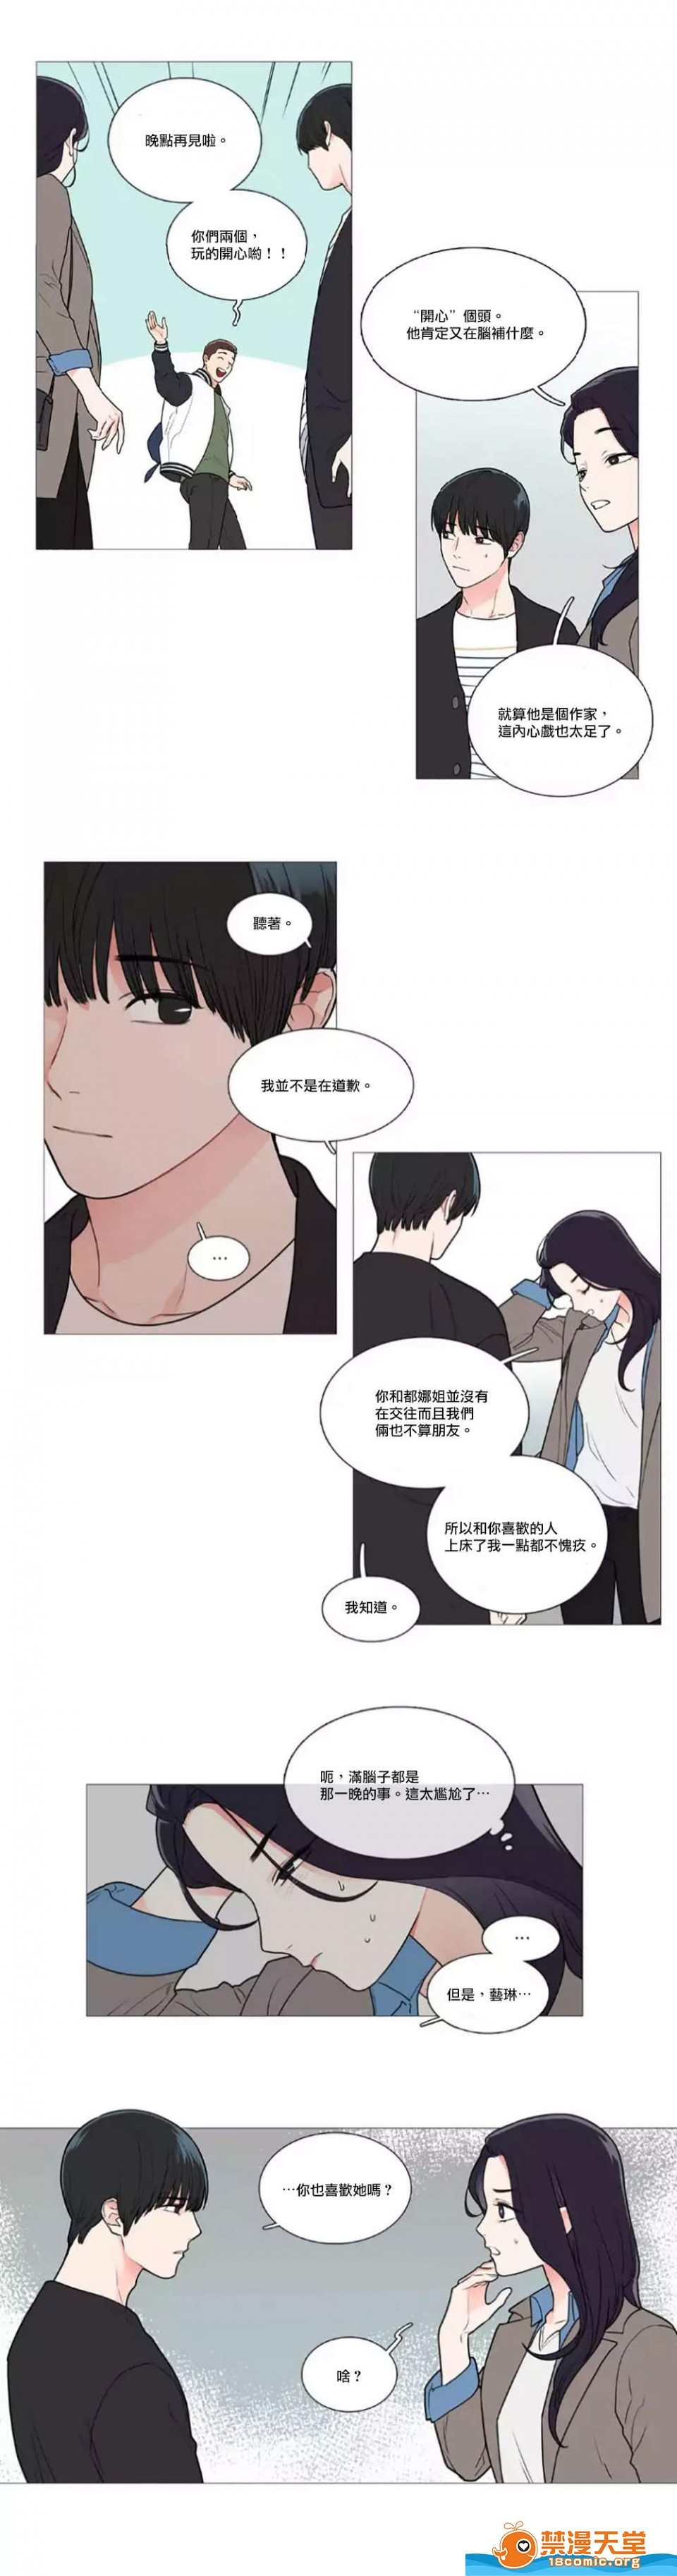 晚點再見啦。
你們兩個，
玩的開心喲！！
“開心”個頭。
他肯定又在腦補什麼。
就算他是個作家，
這內心戲也太足了。
聽著。
我並不是在道歉。
…
你和都娜姐並沒有
在交往而且我們
倆也不算朋友。
所以和你喜歡的人
上床了我一點都不愧疚。
我知道。
呃，滿腦子都是
那一晚的事。這太尷尬了…
…
但是，藝琳…
…你也喜歡她嗎？
啥？
禁漫天堂
18comic.org